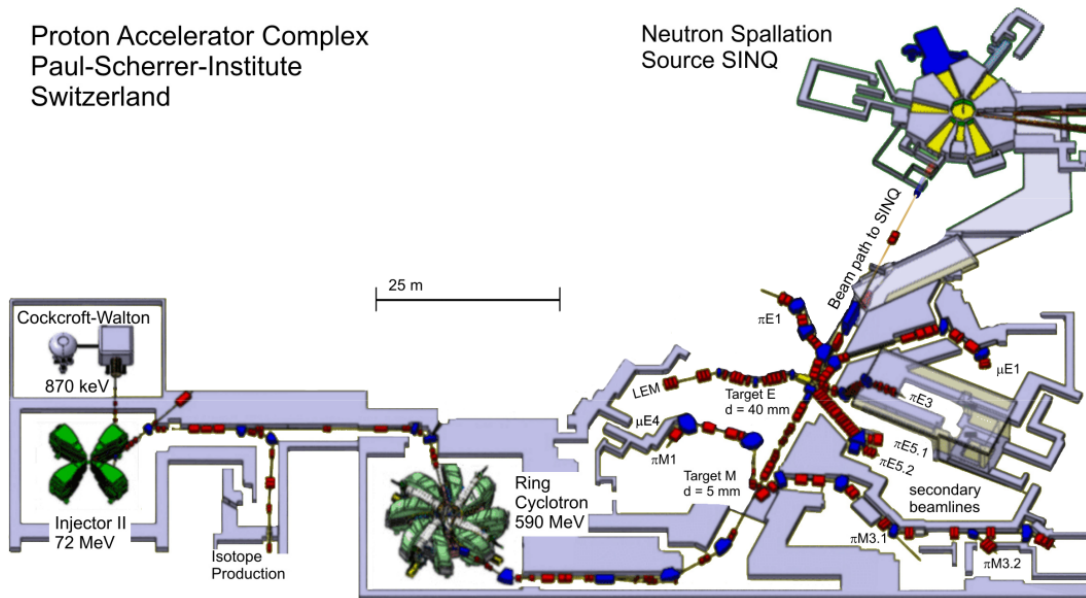 Proton Accelerator Complex
Paul-Scherrer-Institute
Switzerland
Neutron Spallation
Source SINQ
Beam path to SINQ
25 m
Cockcroft-Walton
870 keV
Injector II
72 MeV
Isotope
Production
Ring
Cyclotron
590 MeV
πE1
LEM
Target E
d = 40 mm
μE4
πM1
Target M
d = 5 mm
μE1
πE3
πE5.1
πE5.2
secondary
beamlines
πM3.1
πM3.2